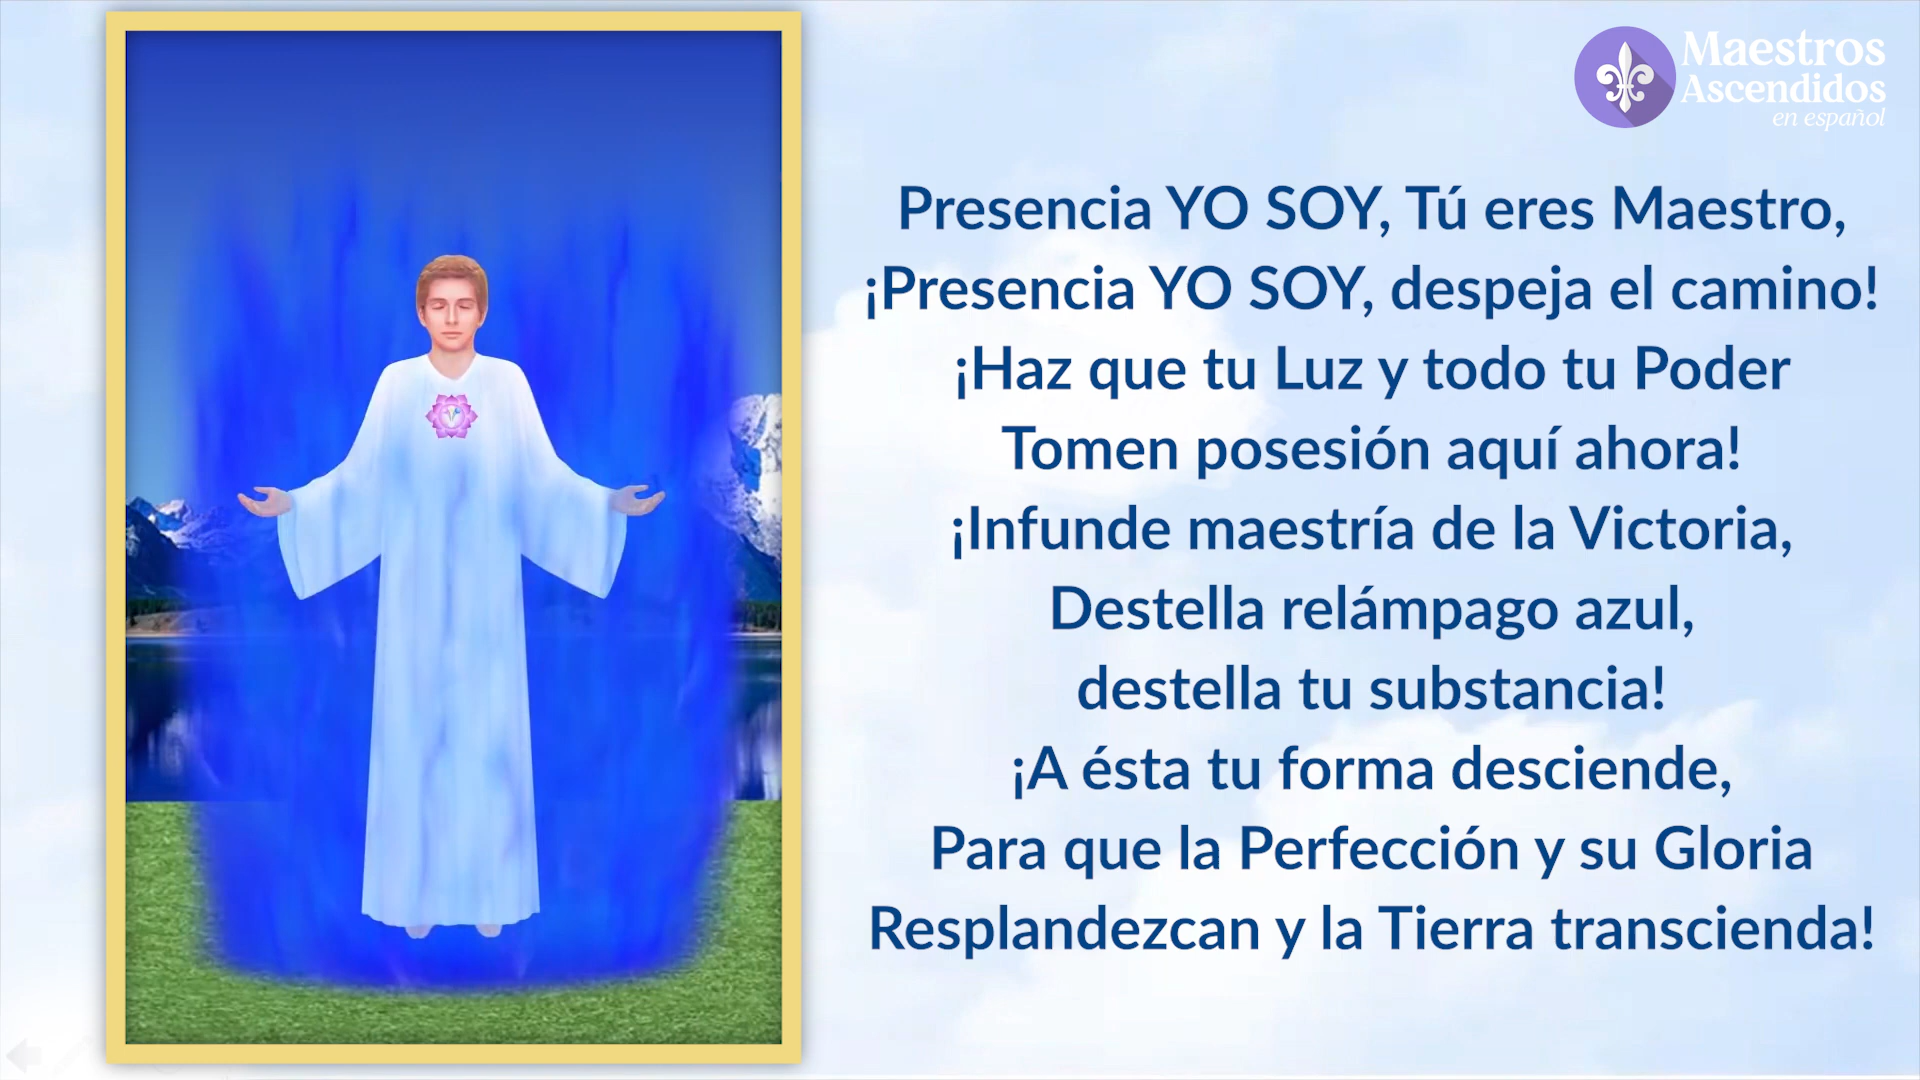 Maestros
Ascendidos
en español
Presencia YO SOY, Tú eres Maestro,
¡Presencia YO SOY, despeja el camino!
¡Haz que tu Luz y todo tu Poder
Tomen posesión aquí ahora!
¡Infunde maestría de la Victoria,
Destella relámpago azul,
destella tu substancia!
¡A ésta tu forma desciende,
Para que la Perfección y su Gloria
Resplandezcan y la Tierra transcienda!